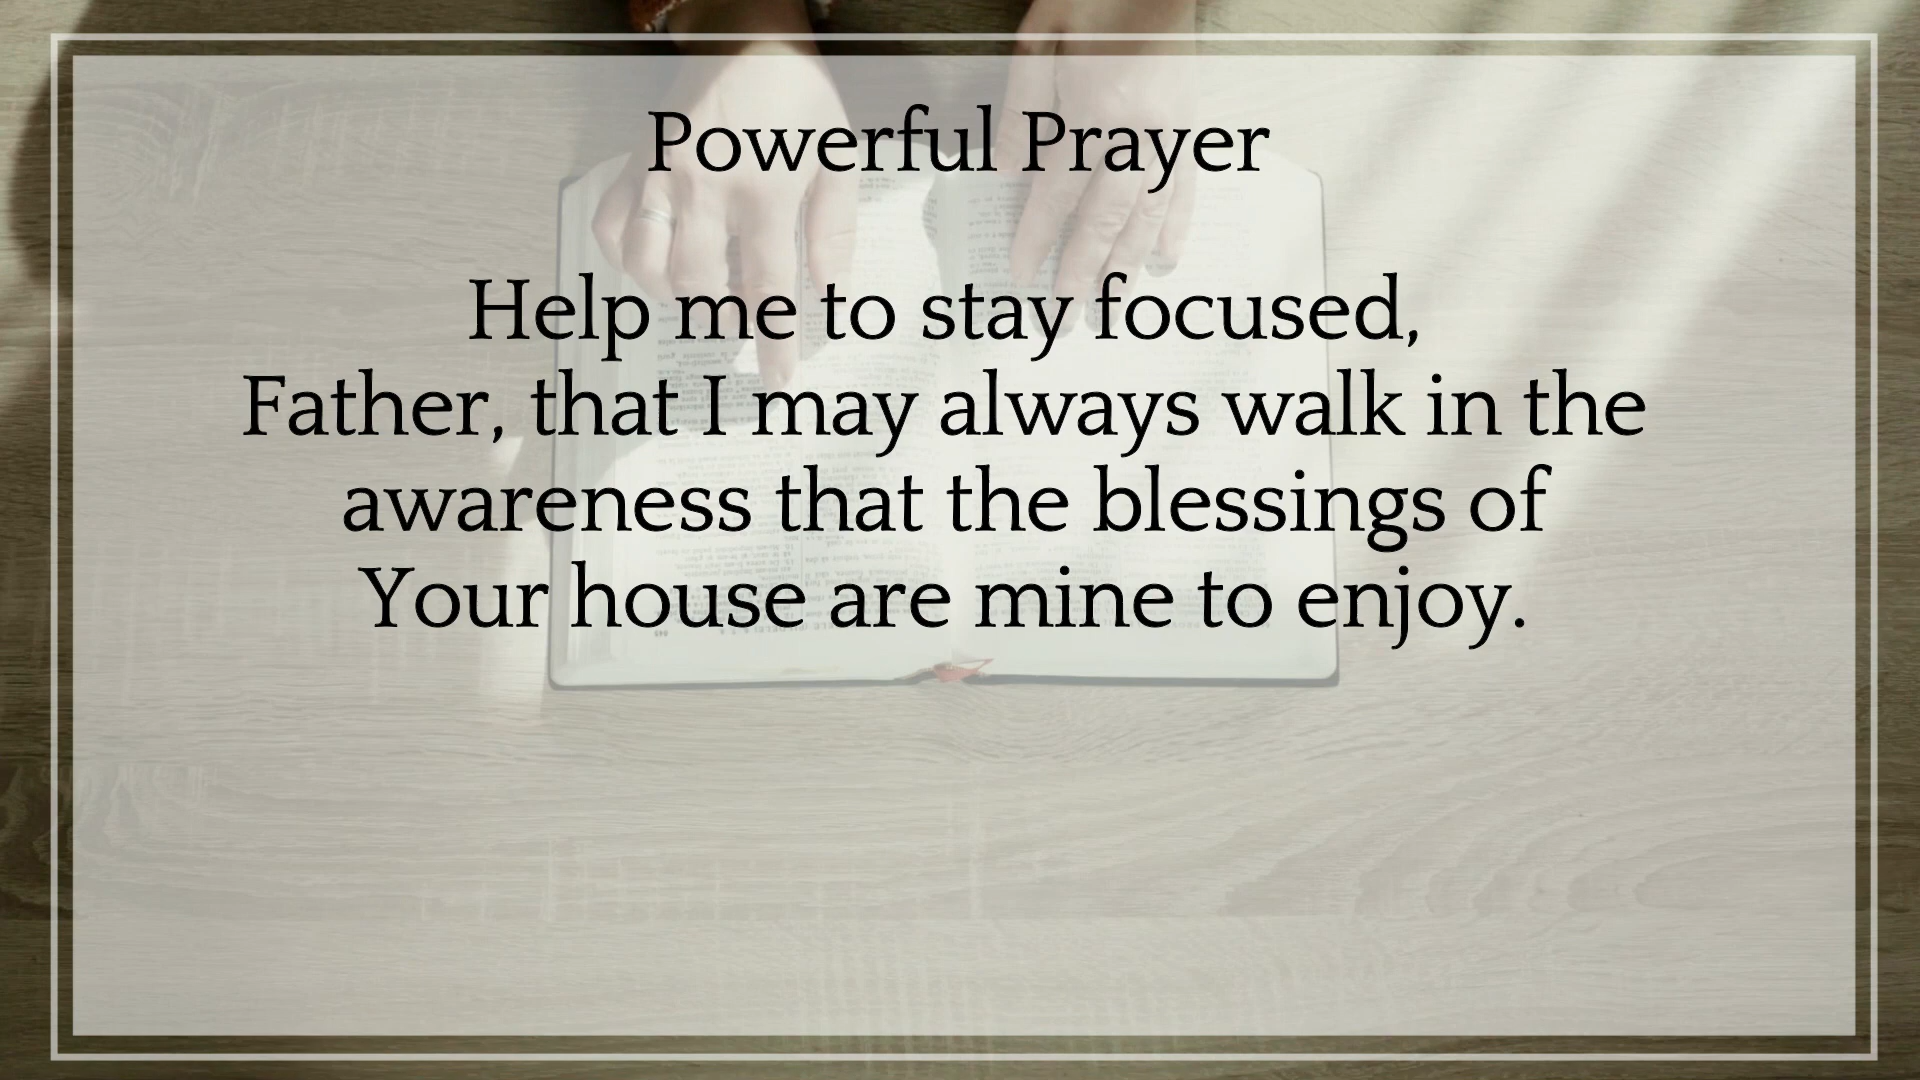 Powerful Prayer
Help me to stay focused,
Father, that I may always walk in the
awareness that the blessings of
Your house are mine to enjoy.